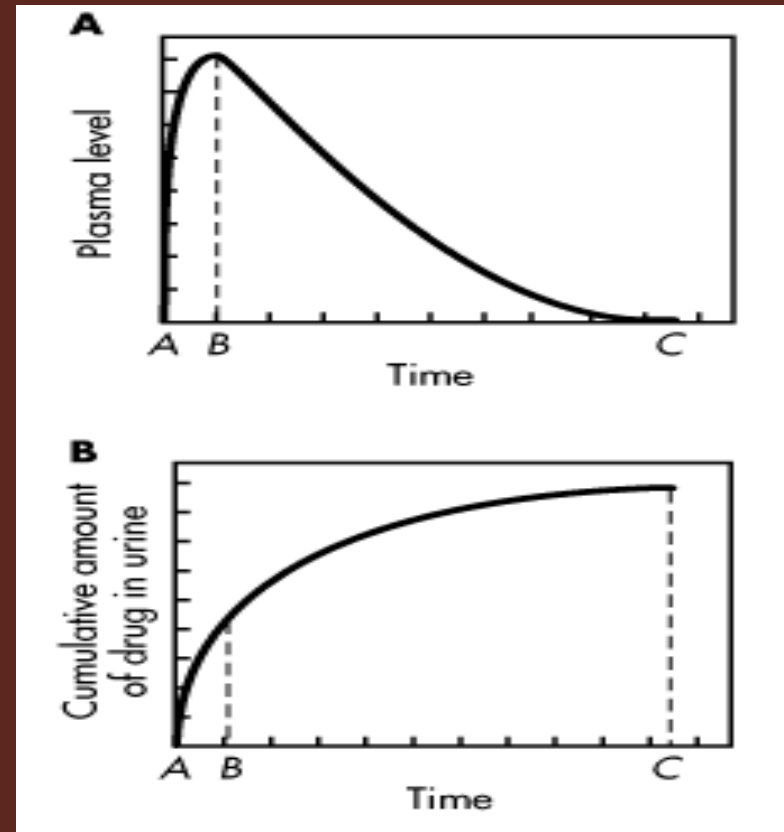 A
Plasma level
A B C
Time
B
Cumulative amount
of drug in urine
A B C
Time